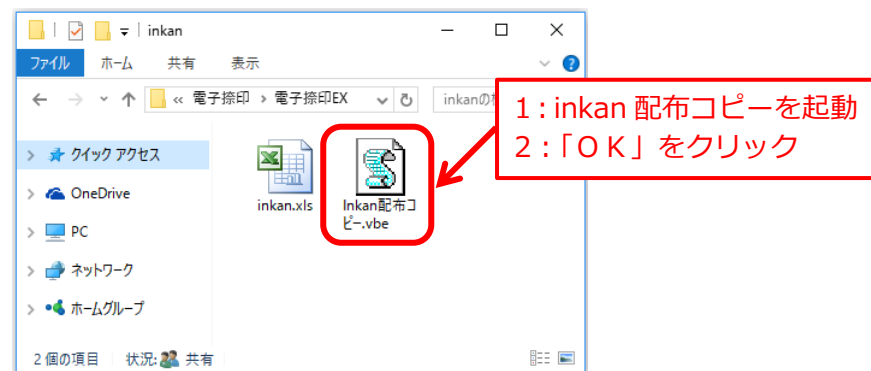 inkan
ファイル ホーム 共有 表示
« 電子捺印 › 電子捺印EX inkanの
1：inkan 配布コピーを起動
2：「ＯＫ」をクリック
クイック アクセス
OneDrive
PC
ネットワーク
ホームグループ
inkan.xls
Inkan配布コ
ピー.vbe
2 個の項目 状況: 共有